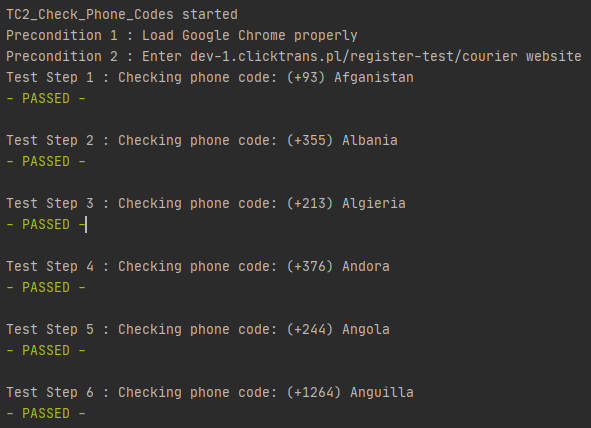 TC2_Check_Phone_Codes started
Precondition 1 : Load Google Chrome properly
Precondition 2 : Enter dev-1.clicktrans.pl/register-test/courier website
Test Step 1 : Checking phone code: (+93) Afganistan
- PASSED -
Test Step 2 : Checking phone code: (+355) Albania
- PASSED -
Test Step 3 : Checking phone code: (+213) Algieria
- PASSED -
Test Step 4 : Checking phone code: (+376) Andora
- PASSED -
Test Step 5 : Checking phone code: (+244) Angola
- PASSED -
Test Step 6 : Checking phone code: (+1264) Anguilla
- PASSED -